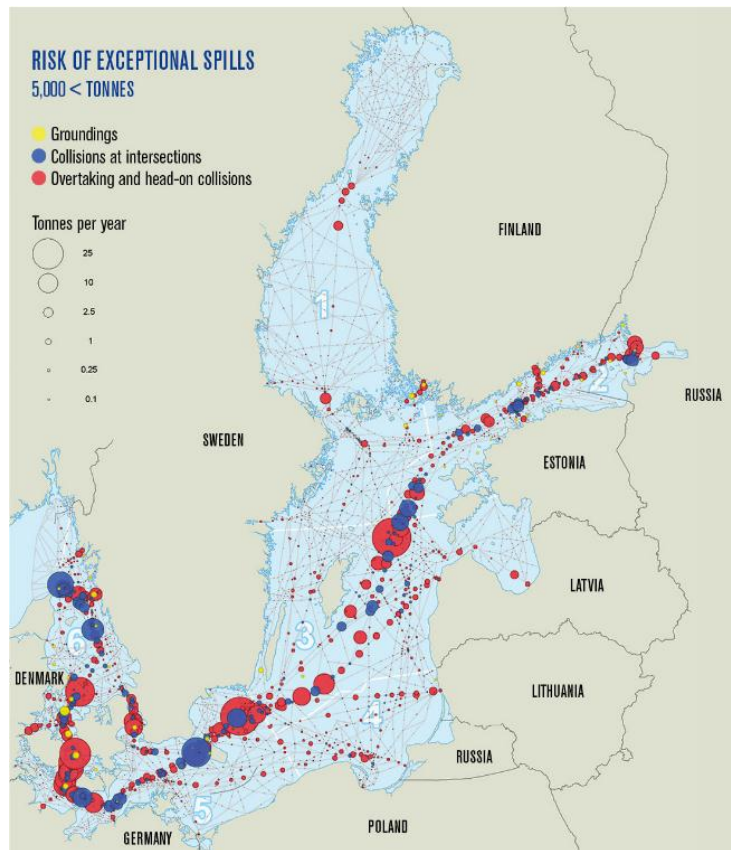 RISK OF EXCEPTIONAL SPILLS
5,000 < TONNES
Groundings
Collisions at intersections
Overtaking and head-on collisions
Tonnes per year
25
10
2.5
1
0.25
0.1
FINLAND
1
2
RUSSIA
SWEDEN
ESTONIA
LATVIA
3
6
DENMARK
LITHUANIA
4
RUSSIA
5
POLAND
GERMANY